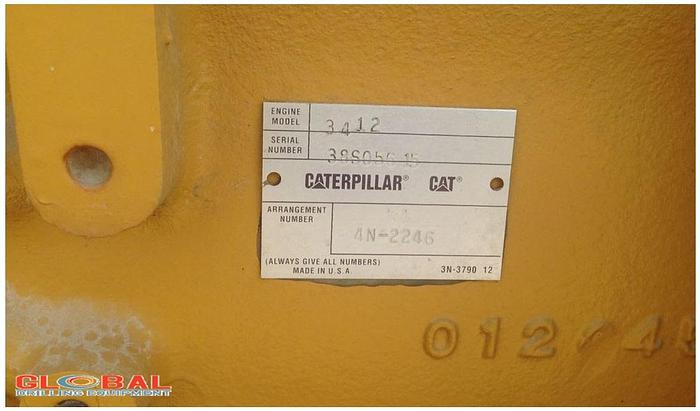 ENGINE MODEL 3412
SERIAL NUMBER
CATERPILLAR® CAT®
ARRANGEMENT NUMBER 4N-2246
(ALWAYS GIVE ALL NUMBERS)
MADE IN U.S.A. 3N-3790 12
GLOBAL
DRILLING EQUIPMENT